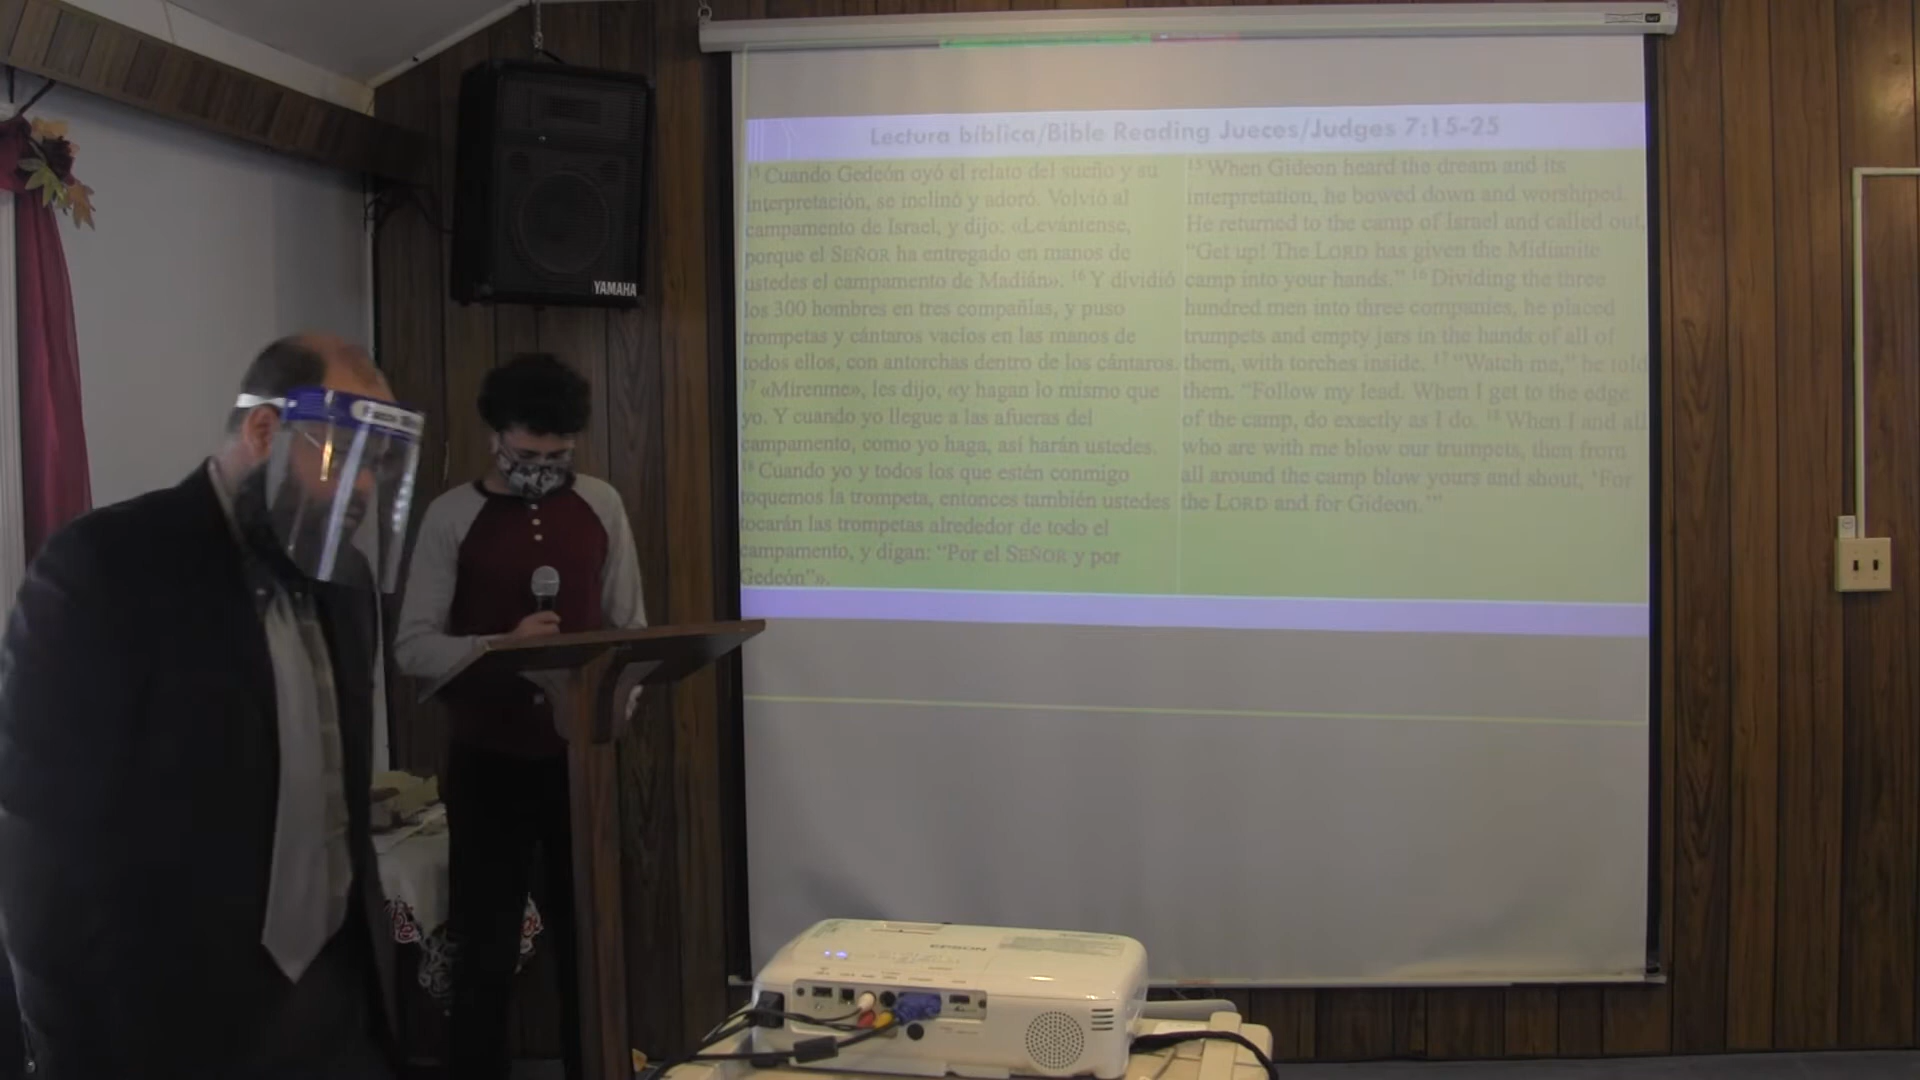 Lectura bíblica/Bible Reading Jueces/Judges 7:15-25
15 Cuando Gedeón oyó el relato del sueño y su
interpretación, se inclinó y adoró. Volvió al
campamento de Israel, y dijo: «Levántense,
porque el SEÑOR ha entregado en manos de
ustedes el campamento de Madián». 16 Y dividió
los 300 hombres en tres compañías, y puso
trompetas y cántaros vacíos en las manos de
todos ellos, con antorchas dentro de los cántaros.
17 «Mírenme», les dijo, «y hagan lo mismo que
yo. Y cuando yo llegue a las afueras del
campamento, como yo haga, así harán ustedes.
18 Cuando yo y todos los que estén conmigo
toquemos la trompeta, entonces también ustedes
tocarán las trompetas alrededor de todo el
campamento, y digan: “Por el SEÑOR y por
Gedeón”».
15 When Gideon heard the dream and its
interpretation, he bowed down and worshiped.
He returned to the camp of Israel and called out,
“Get up! The LORD has given the Midianite
camp into your hands.” 16 Dividing the three
hundred men into three companies, he placed
trumpets and empty jars in the hands of all of
them, with torches inside. 17 “Watch me,” he told
them. “Follow my lead. When I get to the edge
of the camp, do exactly as I do. 18 When I and all
who are with me blow our trumpets, then from
all around the camp blow yours and shout, ‘For
the LORD and for Gideon.’”
YAMAHA
EPSON